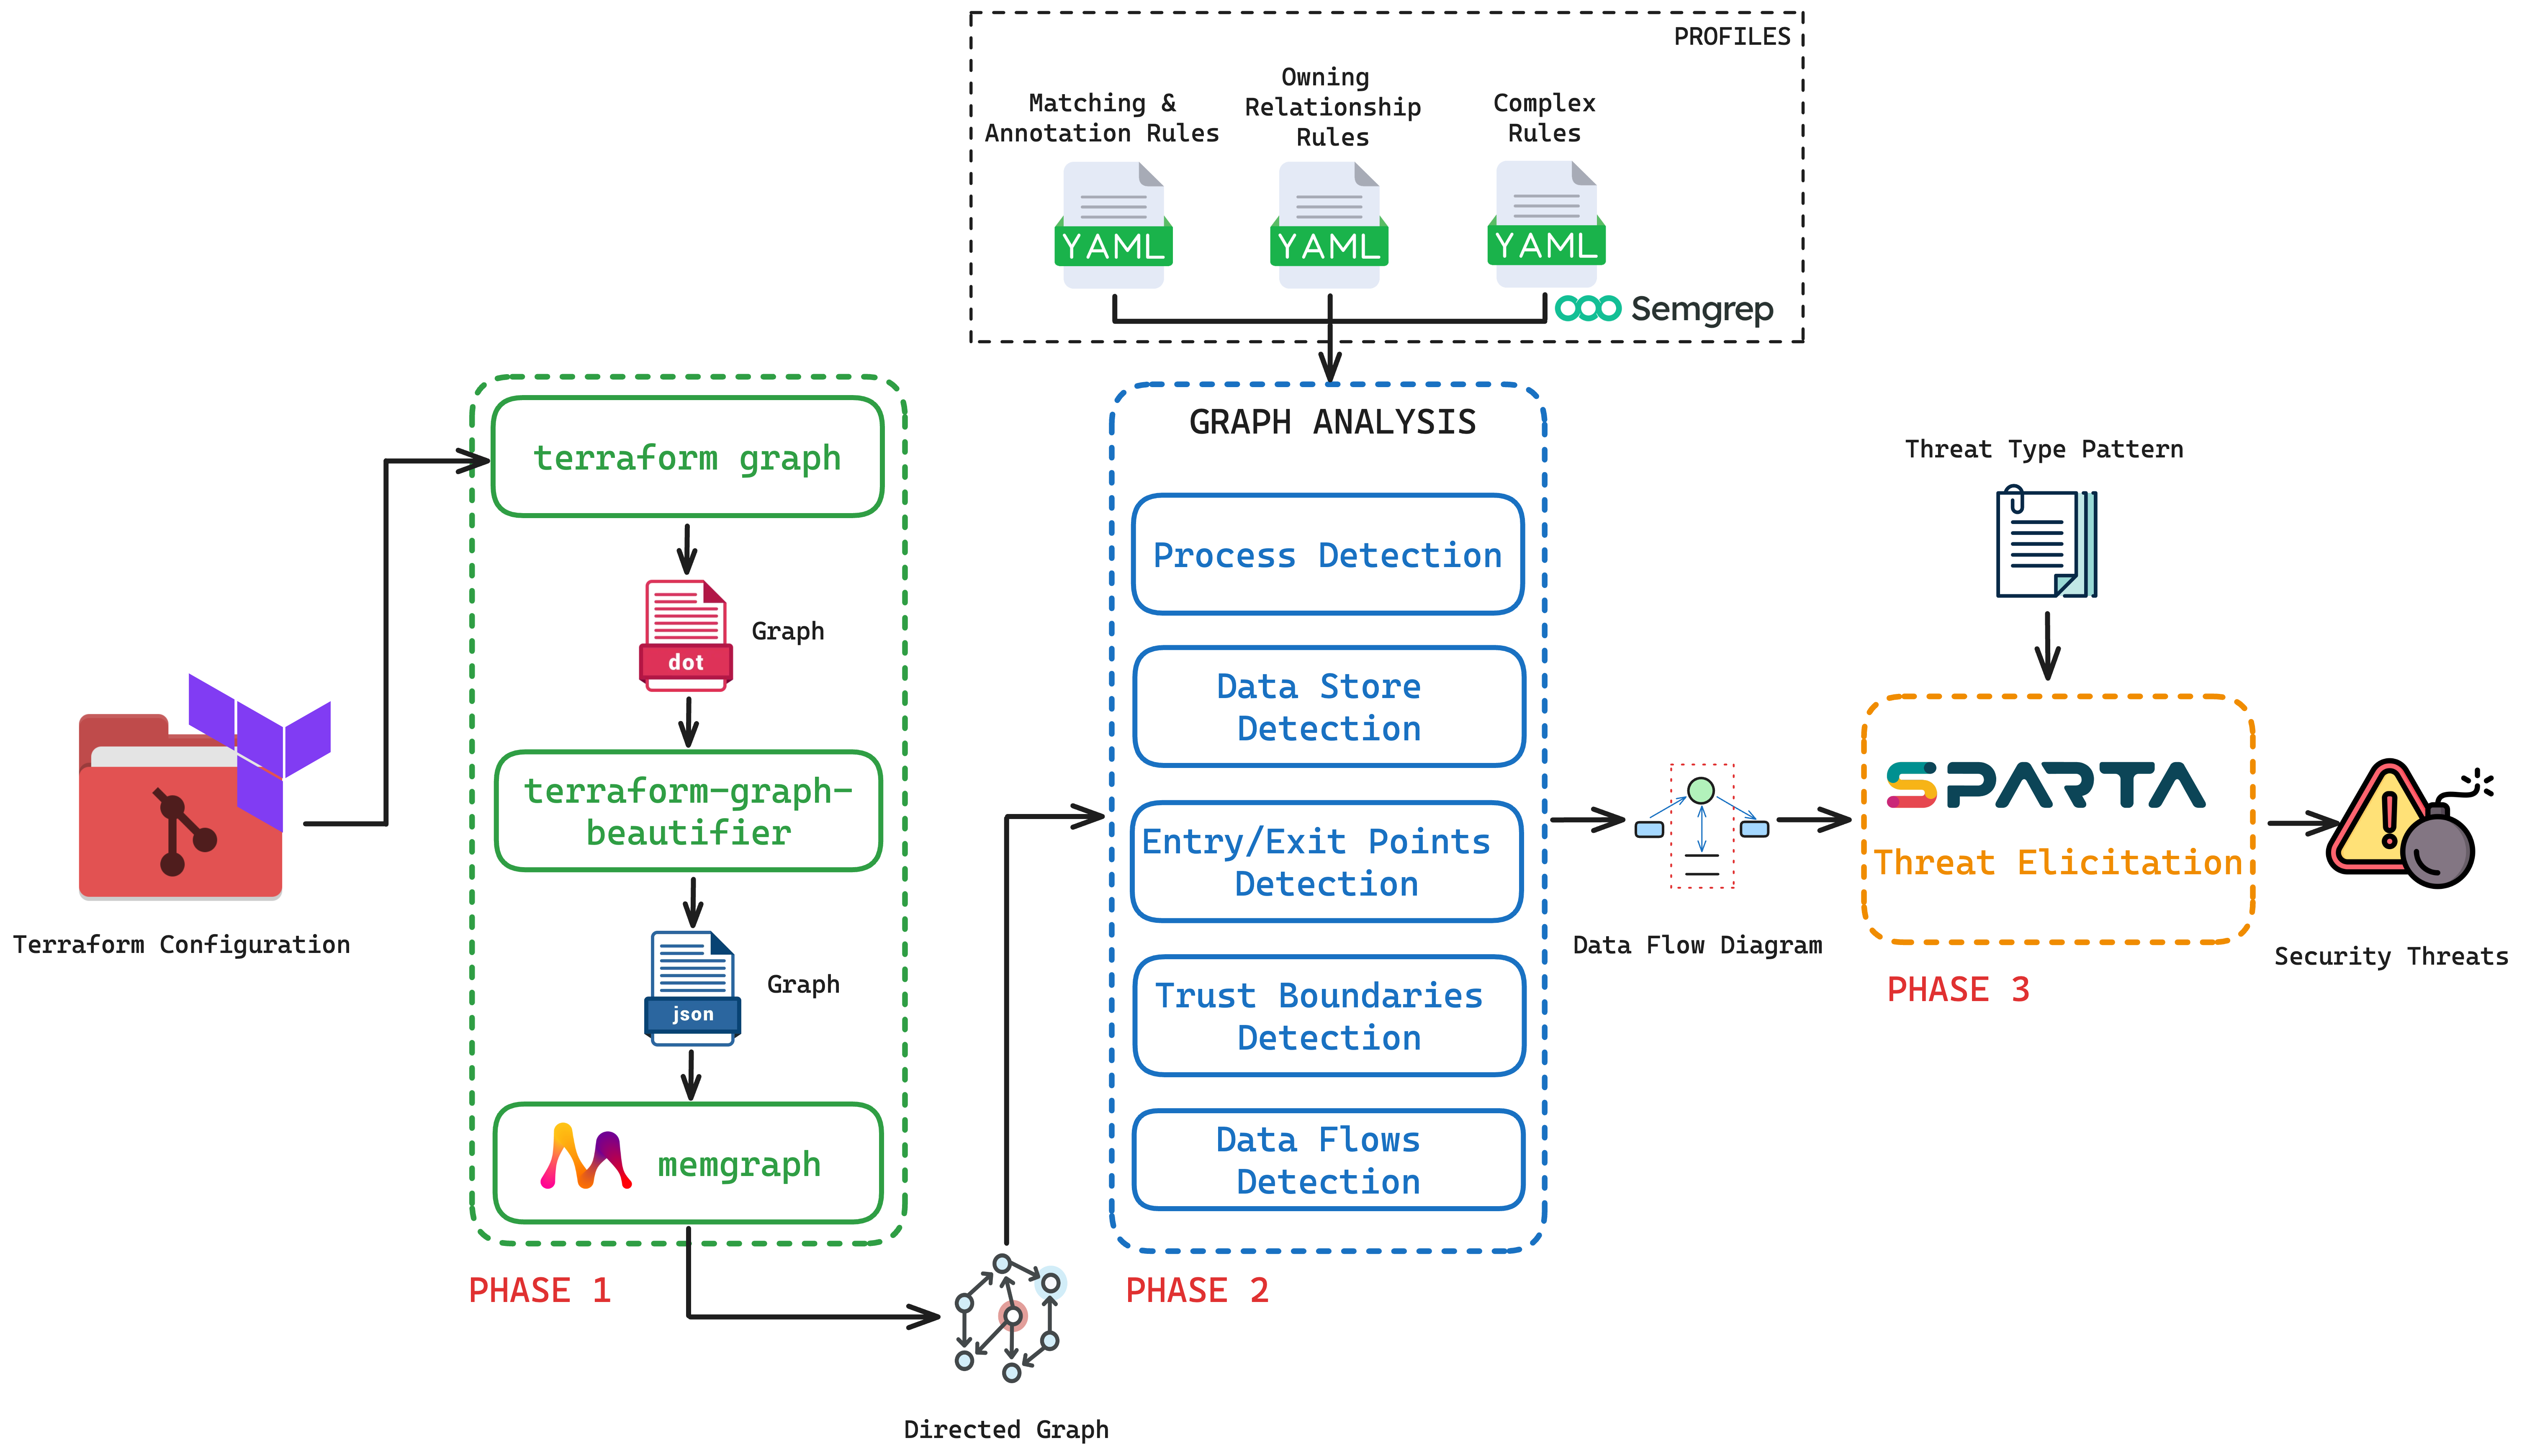 PROFILES
Matching &
Annotation Rules
Owning
Relationship
Rules
Complex
Rules
YAML
YAML
YAML
Semgrep
terraform graph
Graph
dot
terraform-graph-
beautifier
Graph
json
memgraph
PHASE 1
Terraform Configuration
Directed Graph
GRAPH ANALYSIS
Process Detection
Data Store
Detection
Entry/Exit Points
Detection
Trust Boundaries
Detection
Data Flows
Detection
PHASE 2
Data Flow Diagram
Threat Type Pattern
SPARTA
Threat Elicitation
PHASE 3
Security Threats